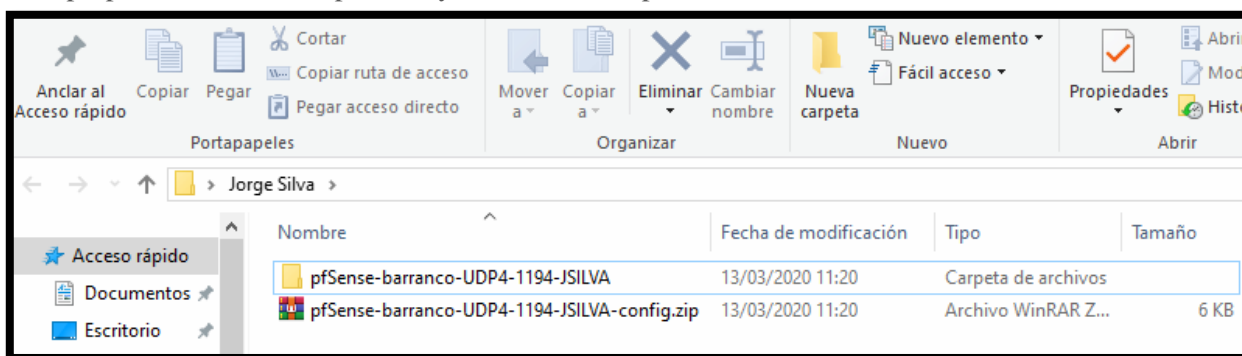 Cortar
Copiar ruta de acceso
Pegar acceso directo
Anclar al
Acceso rápido
Copiar
Pegar
Portapapeles
Mover
a
Copiar
a
Eliminar
Cambiar
nombre
Organizar
Nueva
carpeta
Nuevo elemento
Fácil acceso
Nuevo
Propiedades
Abrir
Jorge Silva
Nombre Fecha de modificación Tipo Tamaño
Acceso rápido
pfSense-barranco-UDP4-1194-JSILVA 13/03/2020 11:20 Carpeta de archivos
Documentos
pfSense-barranco-UDP4-1194-JSILVA-config.zip 13/03/2020 11:20 Archivo WinRAR Z... 6 KB
Escritorio